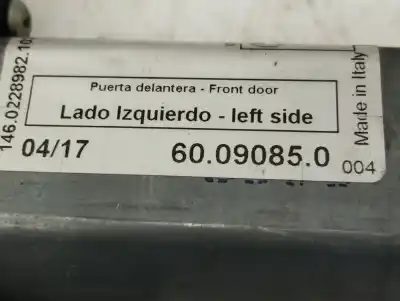 146.0228982.10
Puerta delantera - Front door
Lado Izquierdo - left side
Made in Italy
04/17
60.09085.0
004